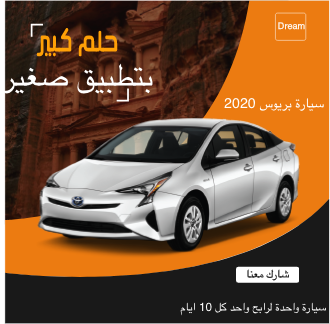 Dream
حلم كبير
بتطبيق صغير
سيارة بريوس 2020
شارك معنا
سيارة واحدة لرابح واحد كل 10 ايام